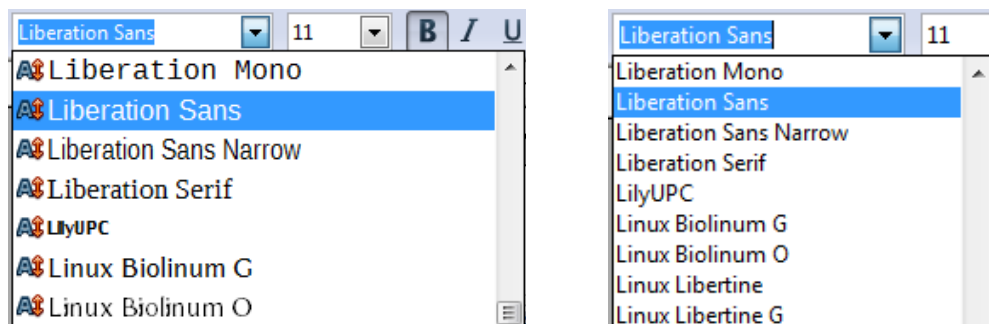 Liberation Sans 11 B I U
Liberation Mono
Liberation Sans
Liberation Sans Narrow
Liberation Serif
LilyUPC
Linux Biolinum G
Linux Biolinum O
Liberation Sans 11
Liberation Mono
Liberation Sans
Liberation Sans Narrow
Liberation Serif
LilyUPC
Linux Biolinum G
Linux Biolinum O
Linux Libertine
Linux Libertine G